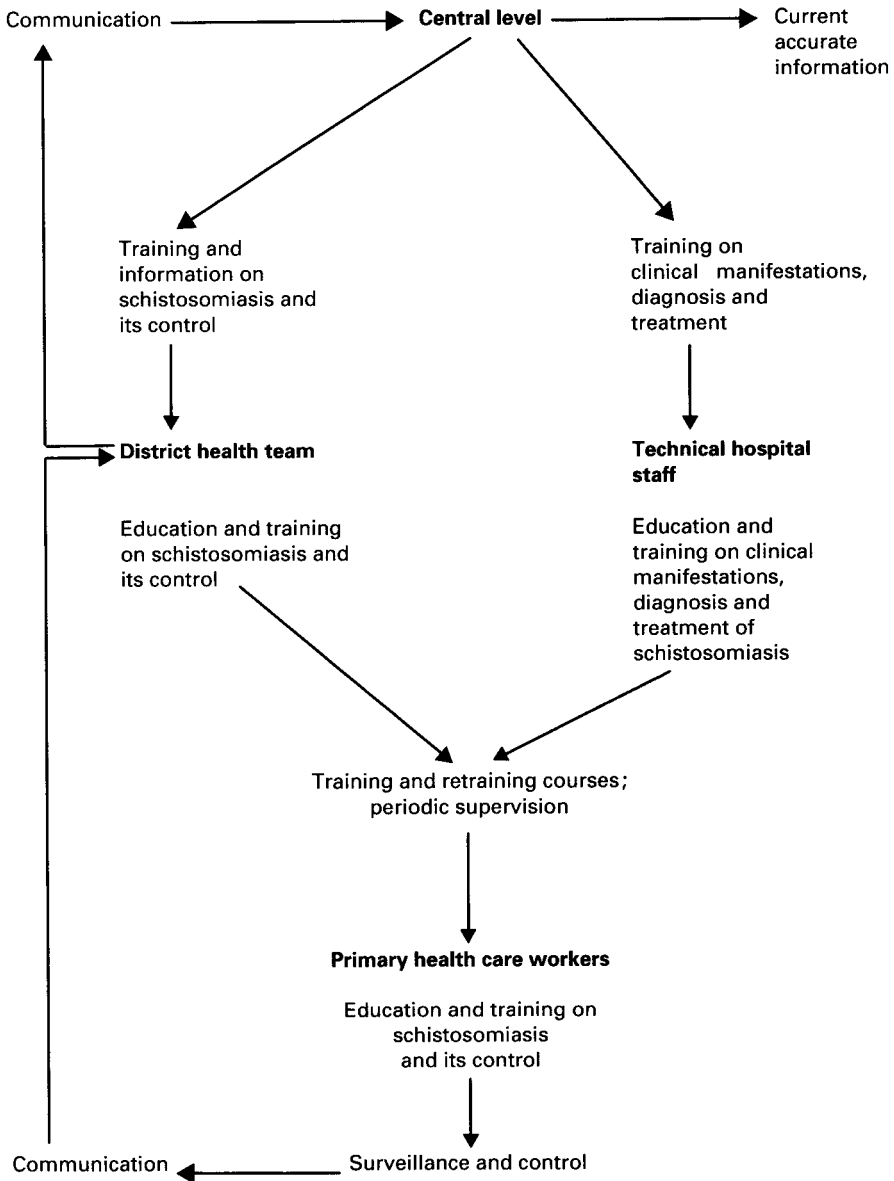 Communication
Central level
Current
accurate
information
Training and
information on
schistosomiasis and
its control
Training on
clinical manifestations,
diagnosis and
treatment
District health team
Technical hospital
staff
Education and training
on schistosomiasis and
its control
Education and
training on clinical
manifestations,
diagnosis and
treatment of
schistosomiasis
Training and retraining courses;
periodic supervision
Primary health care workers
Education and training on
schistosomiasis
and its control
Communication
Surveillance and control